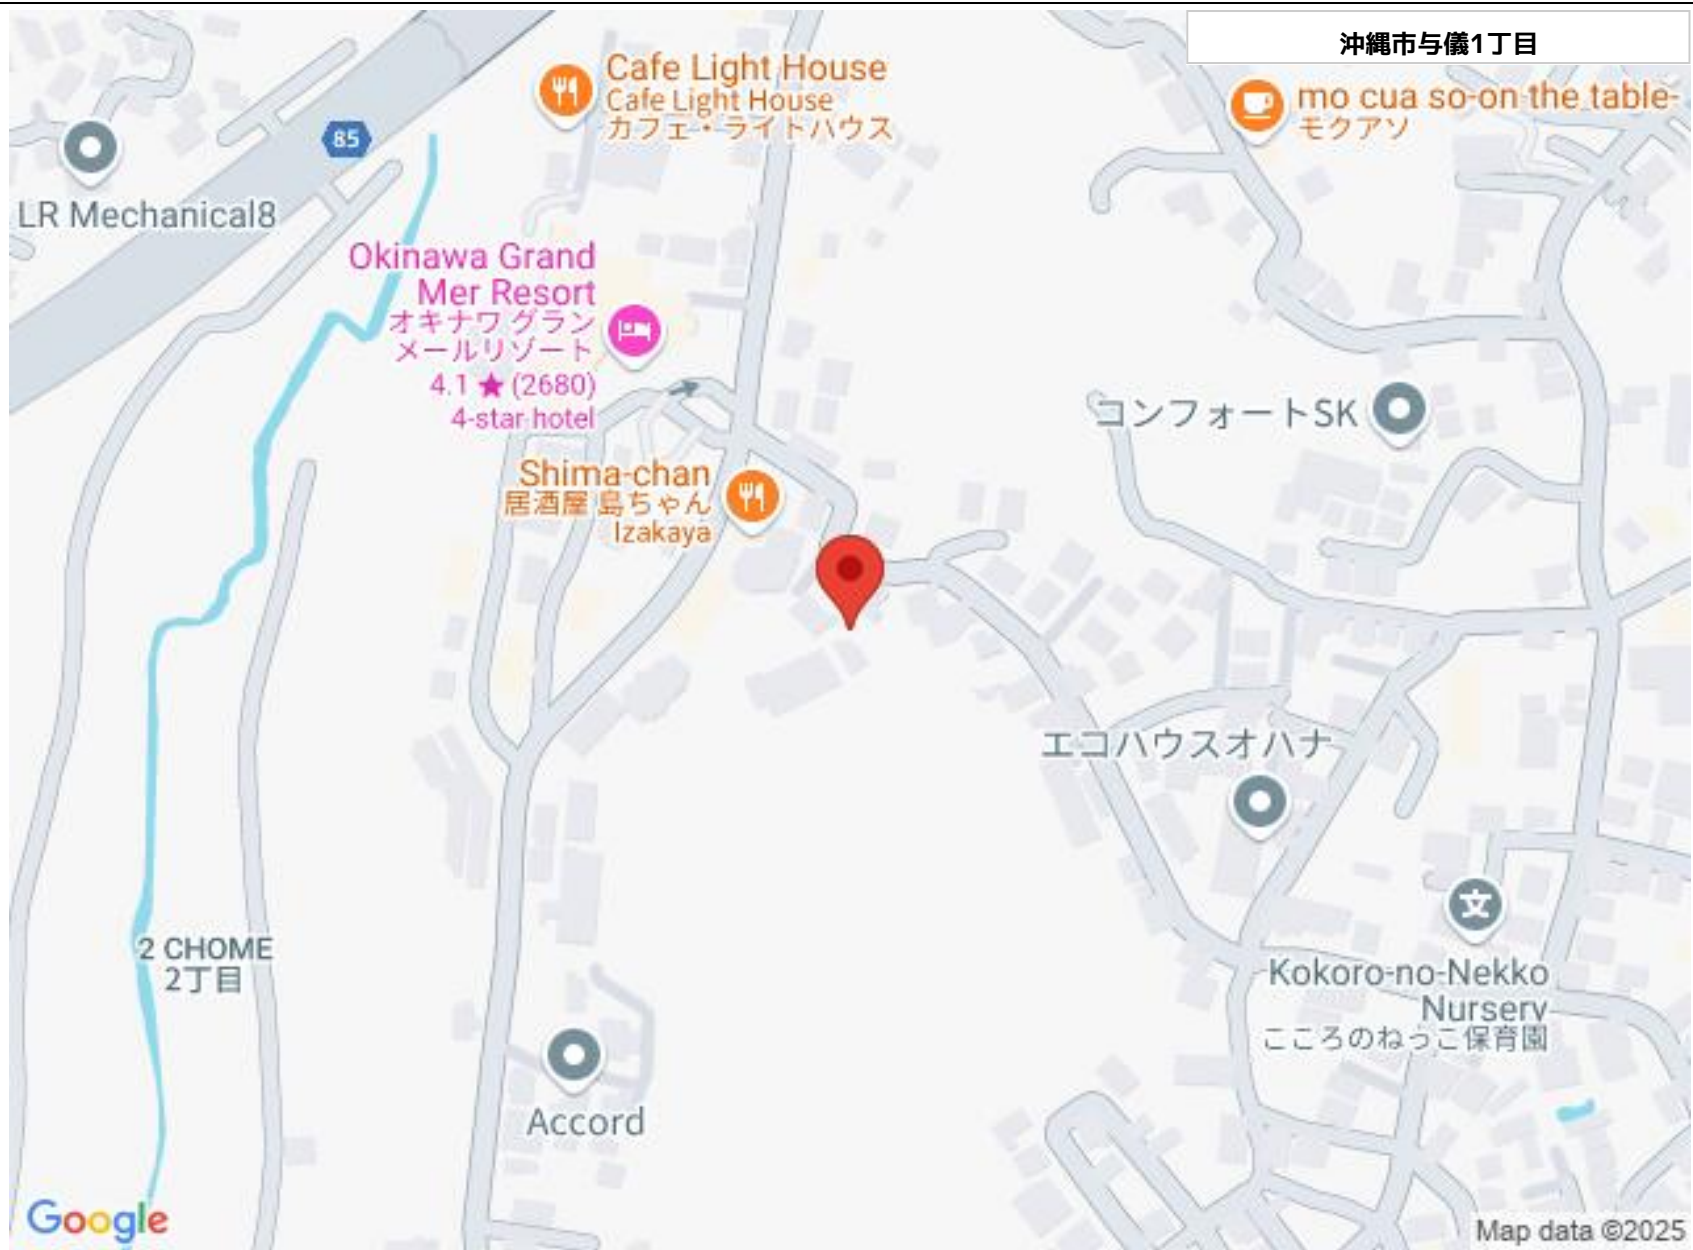 沖縄市与儀1丁目
Cafe Light House
Cafe Light House
カフェ・ライトハウス
mo cua so-on the table-
モクアソ
85
LR Mechanical8
Okinawa Grand
Mer Resort
オキナワ グラン
メールリゾート
4.1 ★ (2680)
4-star hotel
コンフォートSK
Shima-chan
居酒屋 島ちゃん
Izakaya
エコハウスオハナ
文
2 CHOME
2丁目
Kokoro-no-Nekko
Nursery
こころのねっこ保育園
Accord
Google
Map data ©2025